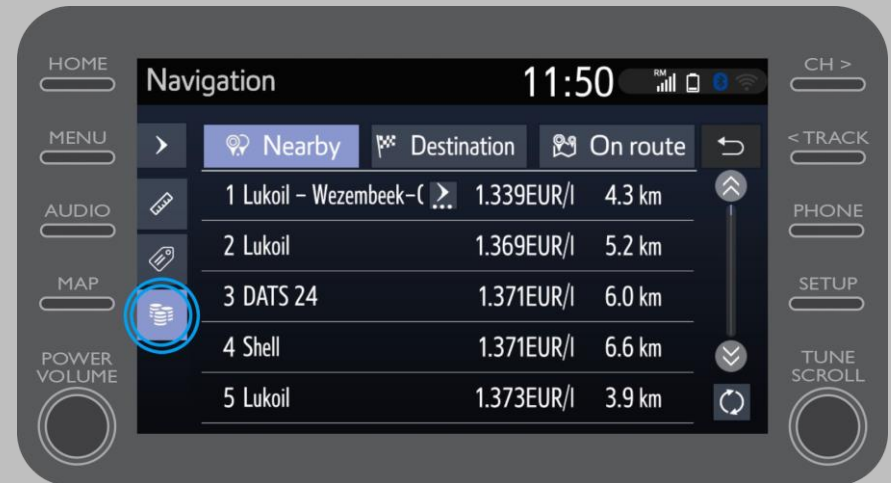 HOME
MENU
AUDIO
MAP
POWER
VOLUME
Navigation 11:50 RM
Nearby Destination On route
1 Lukoil – Wezembeek–( 1.339EUR/l 4.3 km
2 Lukoil 1.369EUR/l 5.2 km
3 DATS 24 1.371EUR/l 6.0 km
4 Shell 1.371EUR/l 6.6 km
5 Lukoil 1.373EUR/l 3.9 km
CH >
< TRACK
PHONE
SETUP
TUNE
SCROLL